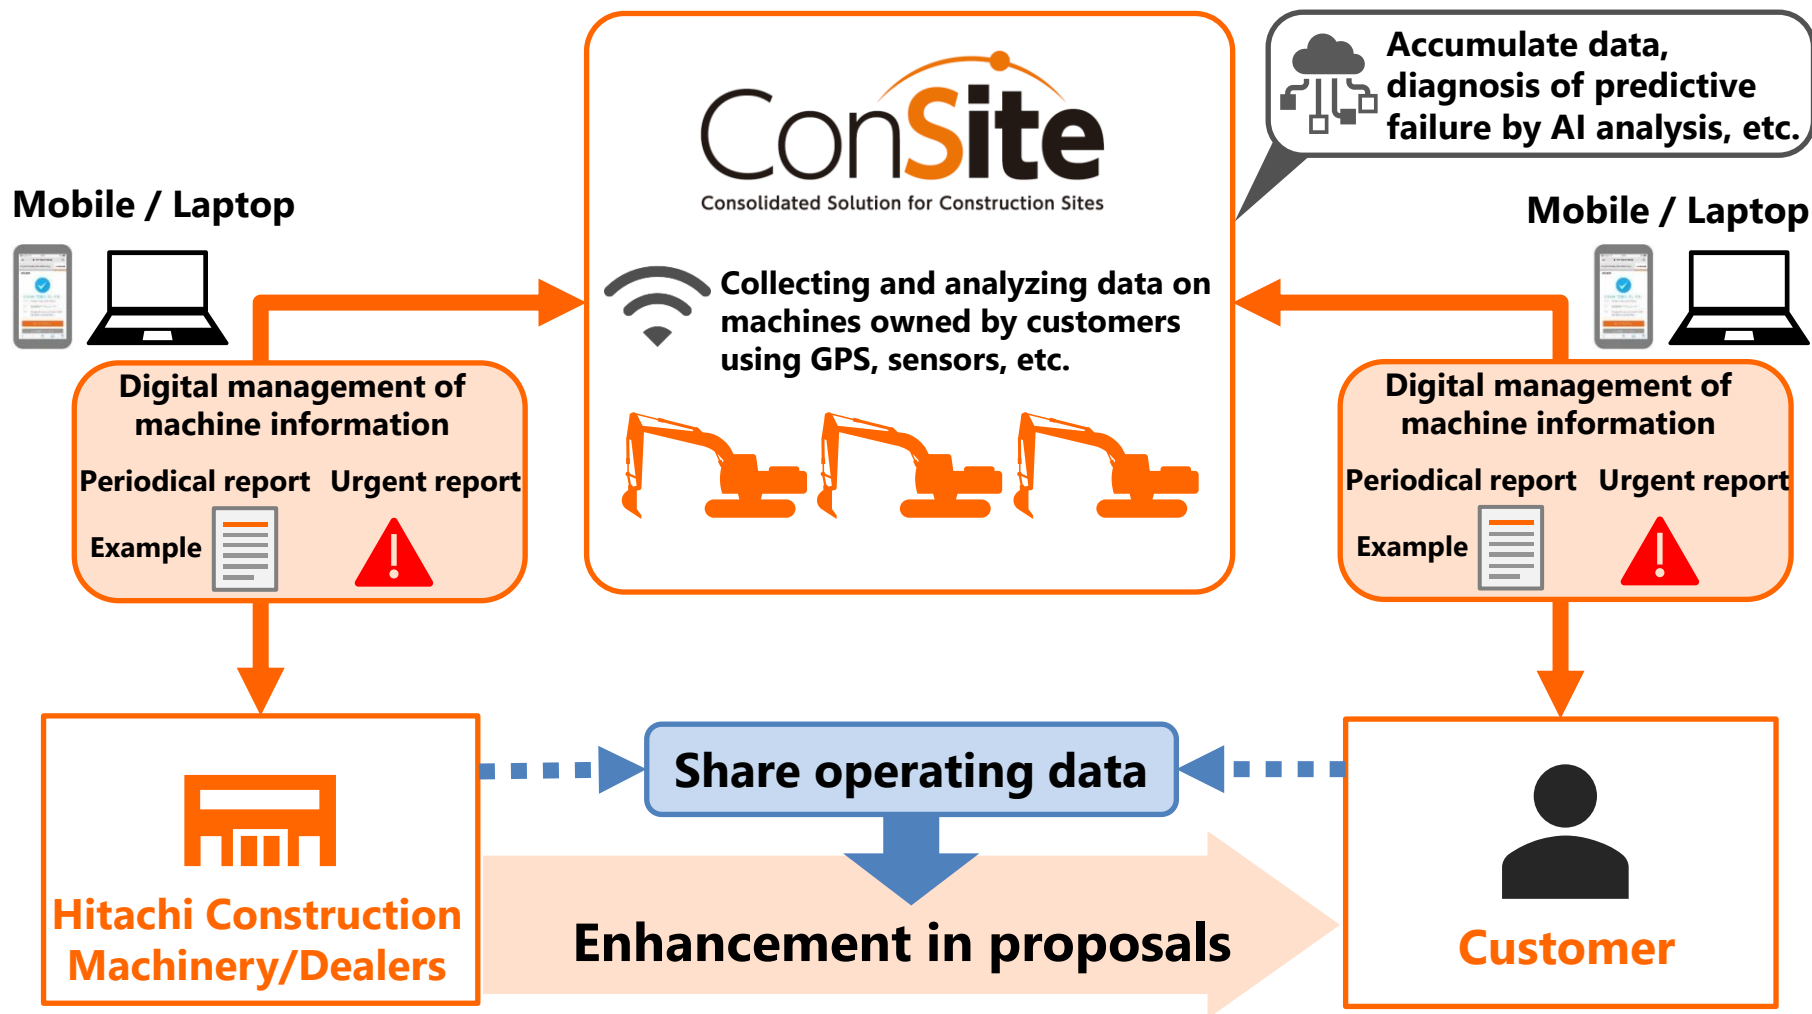 ConSite
Consolidated Solution for Construction Sites
Accumulate data,
diagnosis of predictive
failure by AI analysis, etc.
Mobile / Laptop
Mobile / Laptop
Collecting and analyzing data on
machines owned by customers
using GPS, sensors, etc.
Digital management of
machine information
Periodical report Urgent report
Example
Digital management of
machine information
Periodical report Urgent report
Example
Share operating data
Hitachi Construction
Machinery/Dealers
Enhancement in proposals
Customer